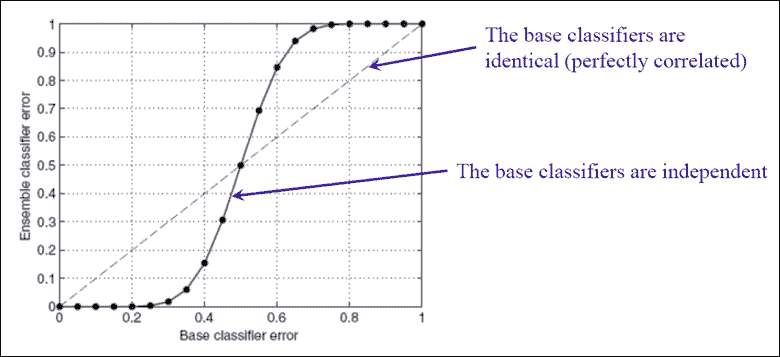 1
0.9
0.8
0.7
0.6
0.5
0.4
0.3
0.2
0.1
0
Ensemble classifier error
0 0.2 0.4 0.6 0.8 1
Base classifier error
The base classifiers are
identical (perfectly correlated)
The base classifiers are independent